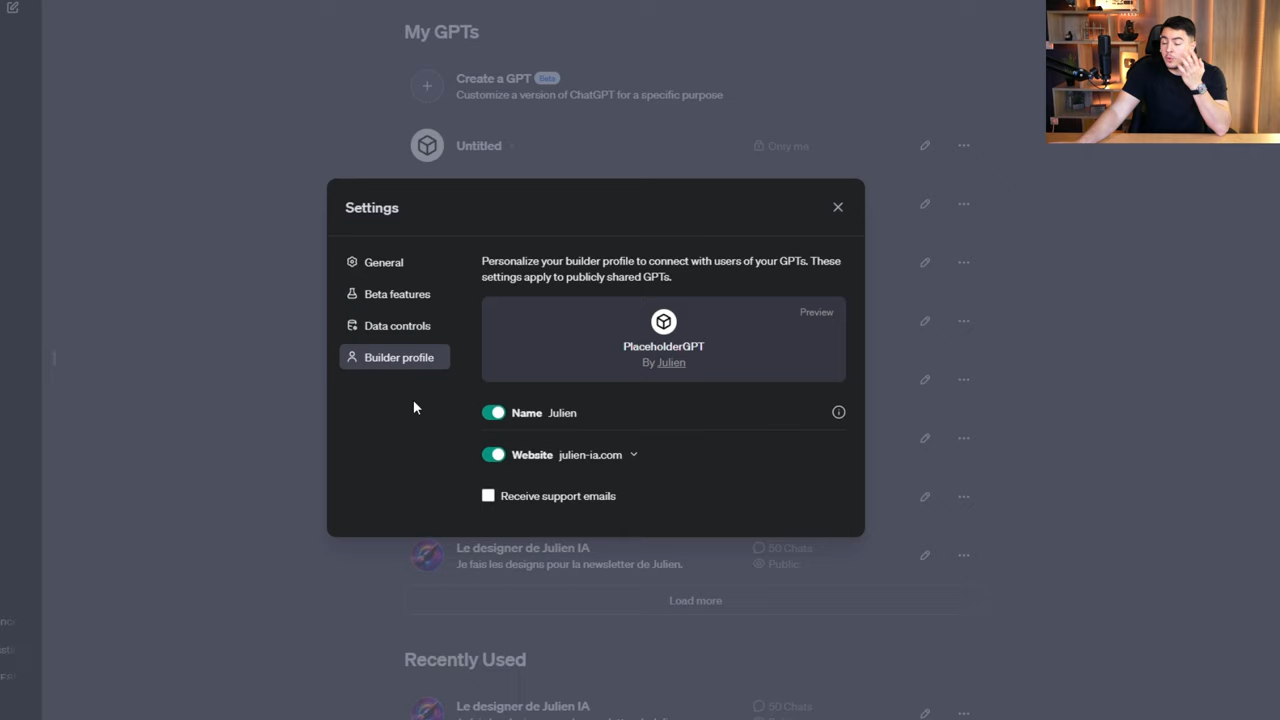 My GPTs
Create a GPT Beta
Customize a version of ChatGPT for a specific purpose
Untitled
Only me
Settings
General
Beta features
Data controls
Builder profile
Personalize your builder profile to connect with users of your GPTs. These
settings apply to publicly shared GPTs.
Preview
PlaceholderGPT
By Julien
Name Julien
Website julien-ia.com
Receive support emails
Le designer de Julien IA
50 Chats
Je fais les designs pour la newsletter de Julien.
Public
Load more
Recently Used
Le designer de Julien IA
50 Chats